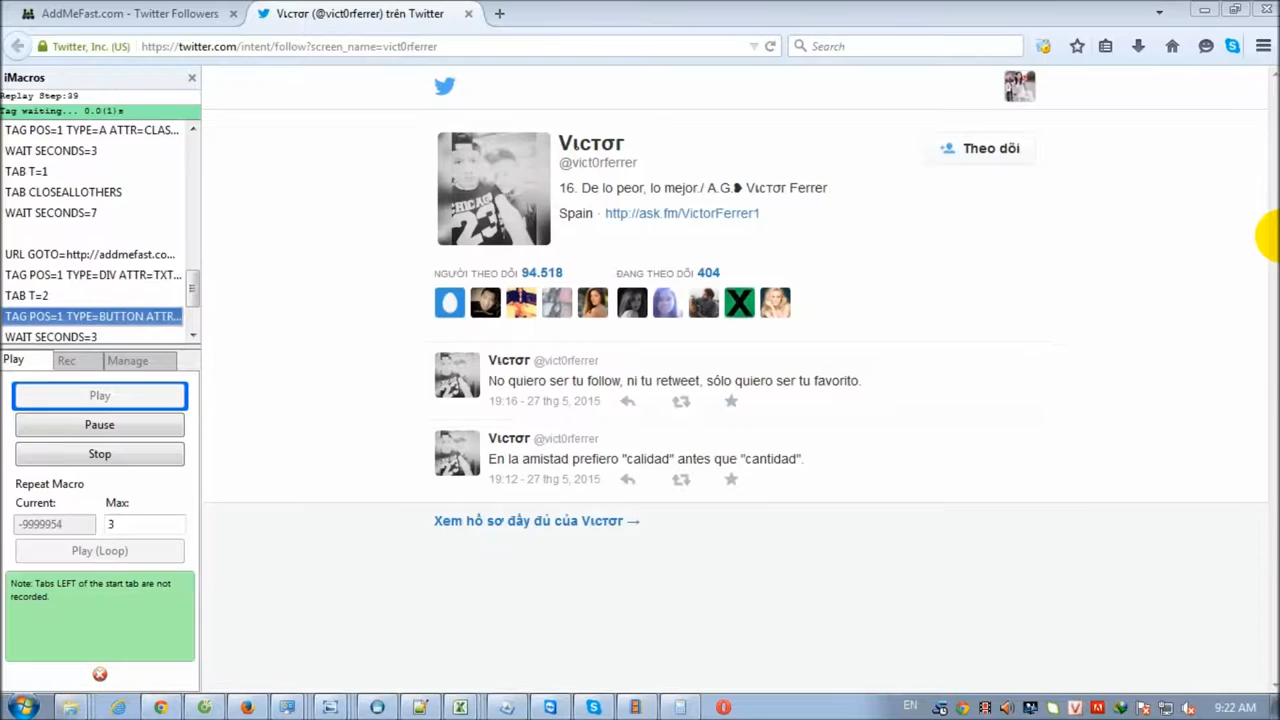 AddMeFast.com - Twitter Followers
Vιcтσr (@vict0rferrer) trên Twitter
Twitter, Inc. (US)
https://twitter.com/intent/follow?screen_name=vict0rferrer
Search
iMacros
Replay Step:39
Tag waiting... 0.0(1)s
TAG POS=1 TYPE=A ATTR=CLAS...
WAIT SECONDS=3
TAB T=1
TAB CLOSEALLOTHERS
WAIT SECONDS=7
URL GOTO=http://addmefast.co...
TAG POS=1 TYPE=DIV ATTR=TXT...
TAB T=2
TAG POS=1 TYPE=BUTTON ATTR...
WAIT SECONDS=3
Play Rec Manage
Play
Pause
Stop
Repeat Macro
Current: Max:
-9999954 3
Play (Loop)
Note: Tabs LEFT of the start tab are not
recorded.
Vιcтσr
@vict0rferrer
Theo dõi
16. De lo peor, lo mejor./ A.G❥ Vιcтσr Ferrer
Spain · http://ask.fm/VictorFerrer1
NGƯỜI THEO DÕI 94.518 ĐANG THEO DÕI 404
CHICAGO
23
X
Vιcтσr @vict0rferrer
No quiero ser tu follow, ni tu retweet, sólo quiero ser tu favorito.
19:16 - 27 thg 5, 2015
Vιcтσr @vict0rferrer
En la amistad prefiero "calidad" antes que "cantidad".
19:12 - 27 thg 5, 2015
Xem hồ sơ đầy đủ của Vιcтσr →
EN
9:22 AM